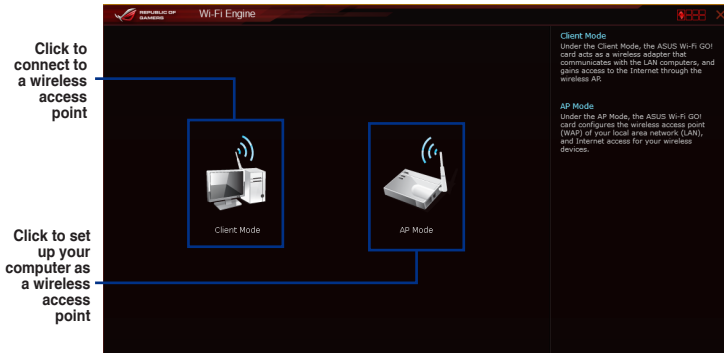 REPUBLIC OF
GAMERS
Wi-Fi Engine
Click to
connect to
a wireless
access
point
Client Mode
AP Mode
Click to set
up your
computer as
a wireless
access
point
Client Mode
Under the Client Mode, the ASUS Wi-Fi GO!
card acts as a wireless adapter that
communicates with the LAN computers, and
gains access to the Internet through the
wireless AP.
AP Mode
Under the AP Mode, the ASUS Wi-Fi GO!
card configures the wireless access point
(WAP) of your local area network (LAN),
and Internet access for your wireless
devices.